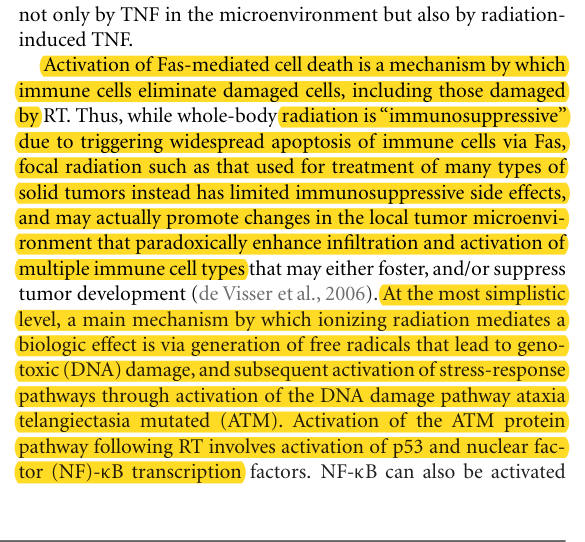 not only by TNF in the microenvironment but also by radiation-
induced TNF.
Activation of Fas-mediated cell death is a mechanism by which
immune cells eliminate damaged cells, including those damaged
by RT. Thus, while whole-body radiation is “immunosuppressive”
due to triggering widespread apoptosis of immune cells via Fas,
focal radiation such as that used for treatment of many types of
solid tumors instead has limited immunosuppressive side effects,
and may actually promote changes in the local tumor microenvi-
ronment that paradoxically enhance infiltration and activation of
multiple immune cell types that may either foster, and/or suppress
tumor development (de Visser et al., 2006). At the most simplistic
level, a main mechanism by which ionizing radiation mediates a
biologic effect is via generation of free radicals that lead to geno-
toxic (DNA) damage, and subsequent activation of stress-response
pathways through activation of the DNA damage pathway ataxia
telangiectasia mutated (ATM). Activation of the ATM protein
pathway following RT involves activation of p53 and nuclear fac-
tor (NF)-κB transcription factors. NF-κB can also be activated